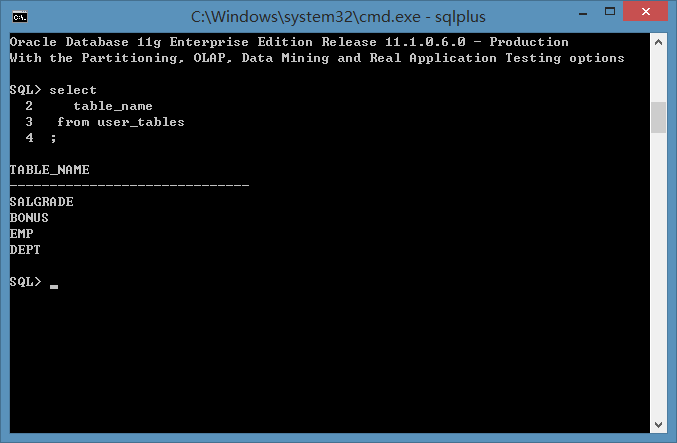 C:\Windows\system32\cmd.exe - sqlplus
Oracle Database 11g Enterprise Edition Release 11.1.0.6.0 - Production
With the Partitioning, OLAP, Data Mining and Real Application Testing options
SQL> select
  2     table_name
  3   from user_tables
  4  ;
TABLE_NAME
------------------------------
SALGRADE
BONUS
EMP
DEPT
SQL> _